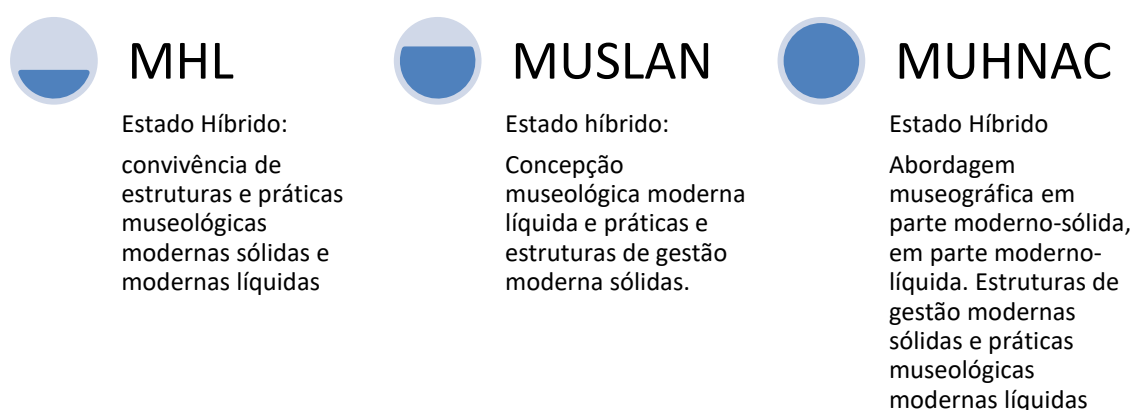 MHL
Estado Híbrido:
convivência de
estruturas e práticas
museológicas
modernas sólidas e
modernas líquidas
MUSLAN
Estado híbrido:
Concepção
museológica moderna
líquida e práticas e
estruturas de gestão
moderna sólidas.
MUHNAC
Estado Híbrido
Abordagem
museográfica em
parte moderno-sólida,
em parte moderno-
líquida. Estruturas de
gestão modernas
sólidas e práticas
museológicas
modernas líquidas